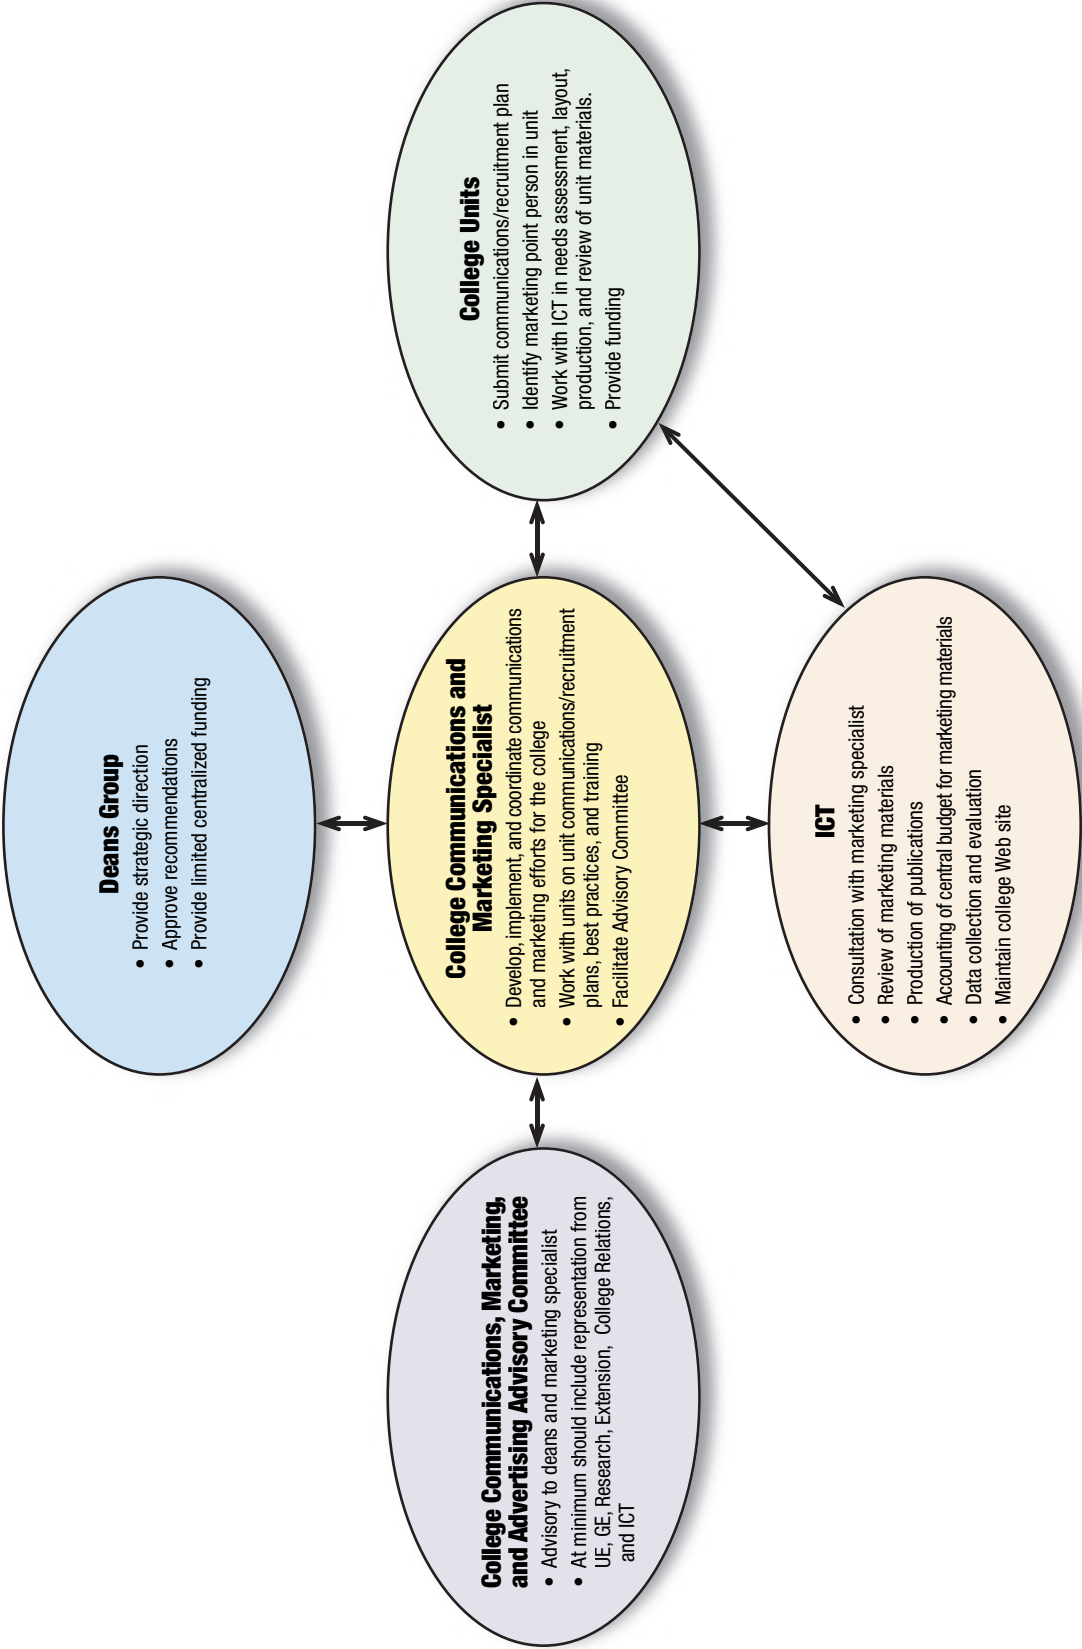 Deans Group
• Provide strategic direction
• Approve recommendations
• Provide limited centralized funding
College Communications, Marketing,
and Advertising Advisory Committee
• Advisory to deans and marketing specialist
• At minimum should include representation from
UE, GE, Research, Extension, College Relations,
and ICT
College Communications and
Marketing Specialist
• Develop, implement, and coordinate communications
and marketing efforts for the college
• Work with units on unit communications/recruitment
plans, best practices, and training
• Facilitate Advisory Committee
College Units
• Submit communications/recruitment plan
• Identify marketing point person in unit
• Work with ICT in needs assessment, layout,
production, and review of unit materials.
• Provide funding
ICT
• Consultation with marketing specialist
• Review of marketing materials
• Production of publications
• Accounting of central budget for marketing materials
• Data collection and evaluation
• Maintain college Web site